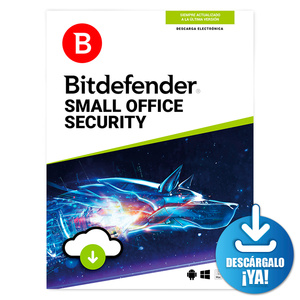 SIEMPRE ACTUALIZADO
A LA ÚLTIMA VERSIÓN
DESCARGA ELECTRÓNICA
B
Bitdefender®
SMALL OFFICE
SECURITY
DESCÁRGALO
¡YA!